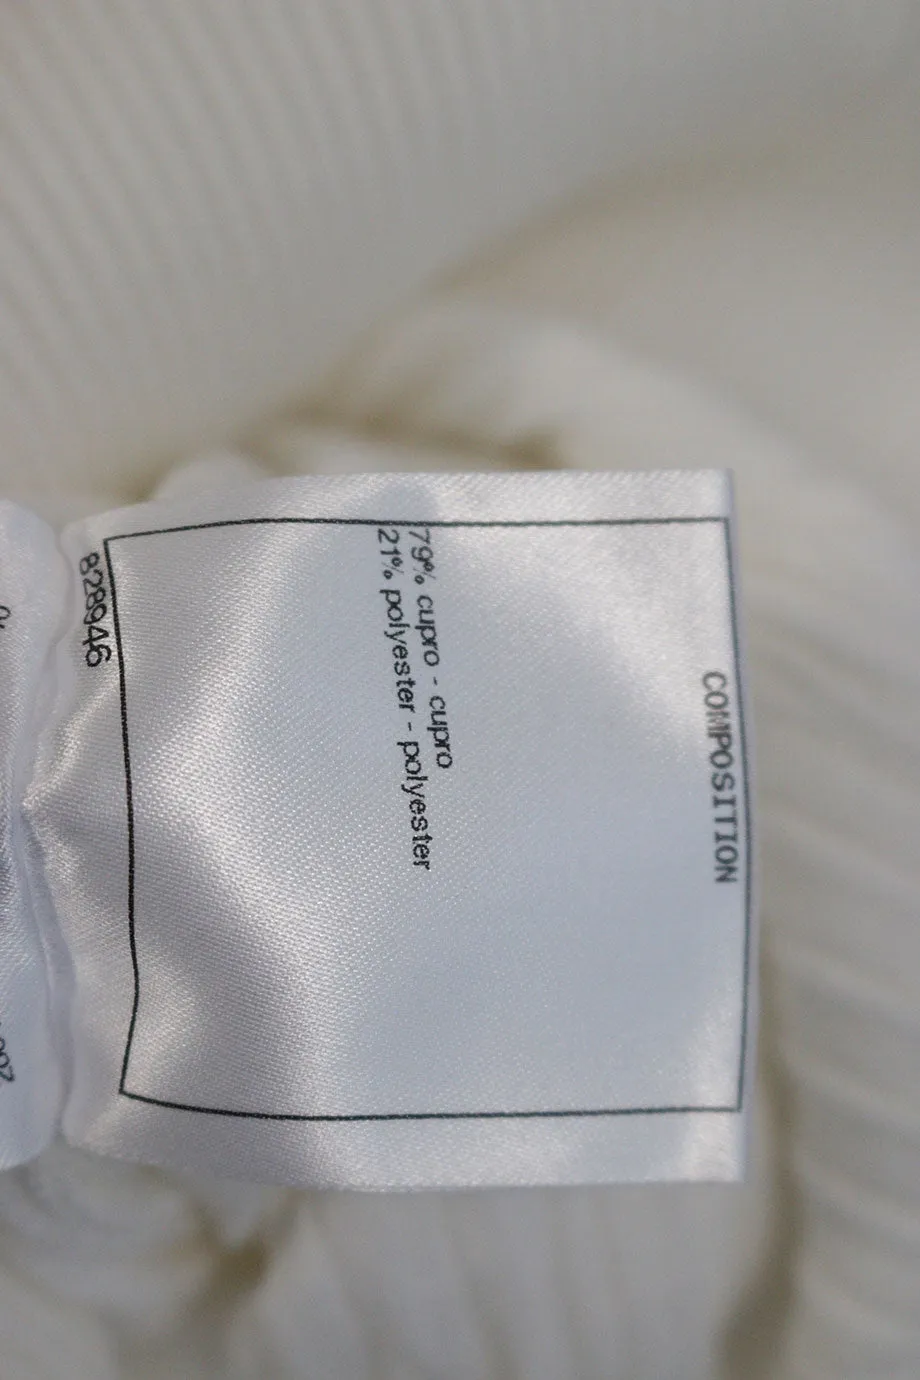 COMPOSITION
79% cupro - cupro
21% polyester - polyester
828946